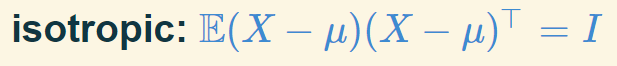 isotropic: 𝔼(X − μ)(X − μ)⊤ = I